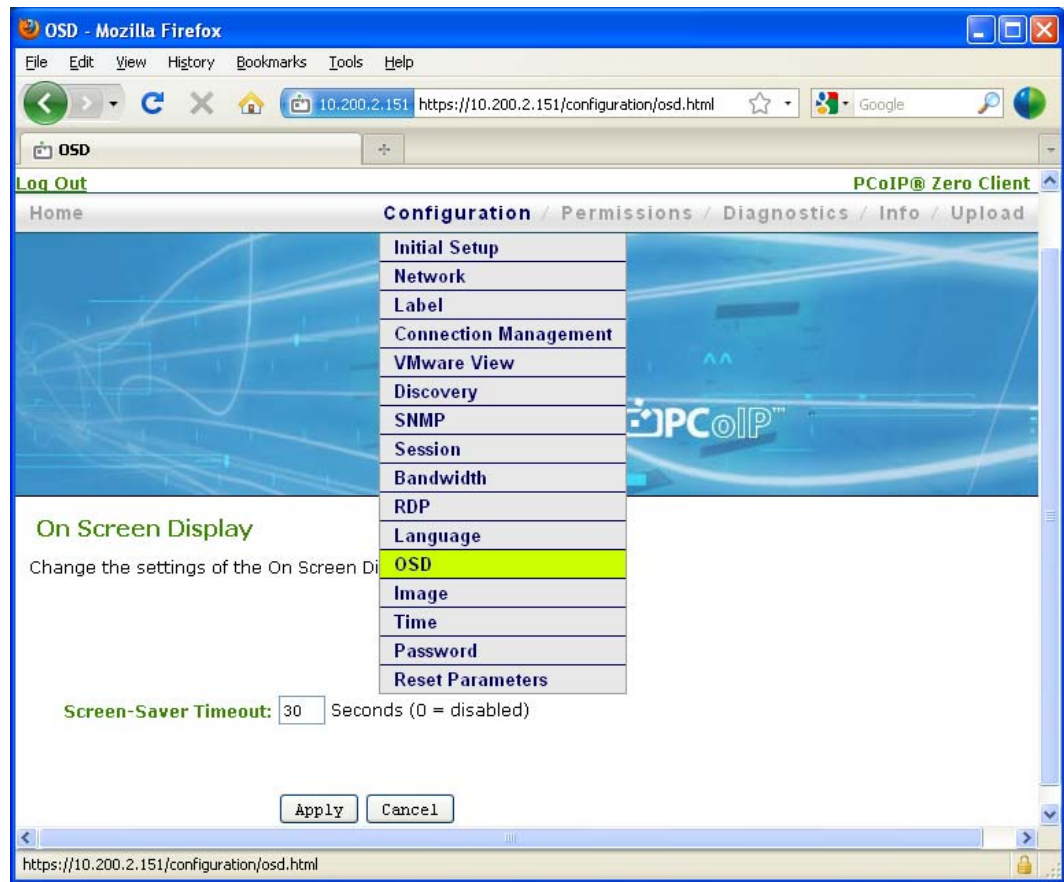 OSD - Mozilla Firefox
File Edit View History Bookmarks Tools Help
10.200.2.151 https://10.200.2.151/configuration/osd.html Google
OSD
Log Out PCoIP® Zero Client
Home Configuration / Permissions / Diagnostics / Info / Upload
Initial Setup
Network
Label
Connection Management
VMware View
Discovery
SNMP
Session
Bandwidth
RDP
Language
OSD
Image
Time
Password
Reset Parameters
PCoIP™
On Screen Display
Change the settings of the On Screen Di
Screen-Saver Timeout: 30 Seconds (0 = disabled)
Apply Cancel
https://10.200.2.151/configuration/osd.html